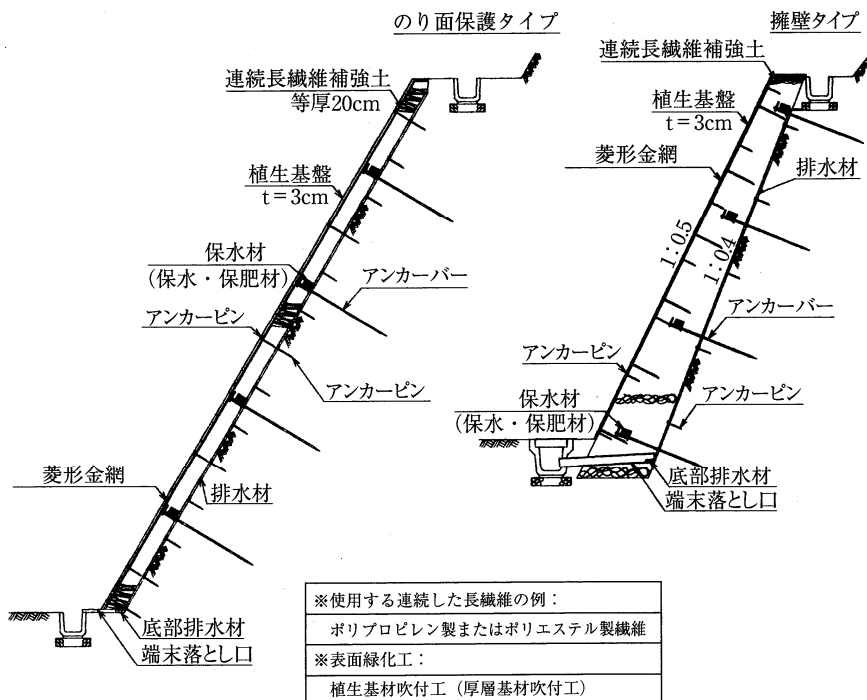 のり面保護タイプ
連続長繊維補強土
等厚20cm
植生基盤
t＝3cm
保水材
(保水・保肥材)
アンカーバー
アンカーピン
アンカーピン
菱形金網
排水材
底部排水材
端末落とし口
擁壁タイプ
連続長繊維補強土
植生基盤
t＝3cm
菱形金網
排水材
1：0.5
1：0.4
アンカーバー
アンカーピン
アンカーピン
保水材
(保水・保肥材)
底部排水材
端末落とし口
※使用する連続した長繊維の例：
ポリプロピレン製またはポリエステル製繊維
※表面緑化工：
植生基材吹付工（厚層基材吹付工）